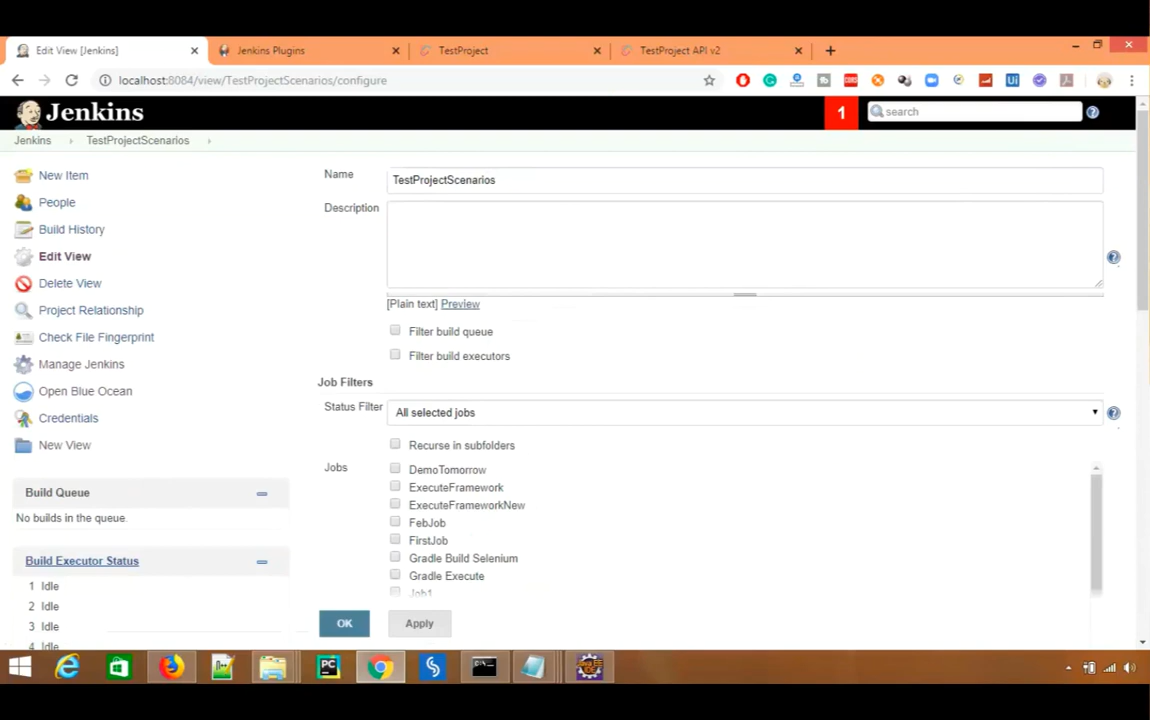 Edit View [Jenkins]
Jenkins Plugins
TestProject
TestProject API v2
localhost:8084/view/TestProjectScenarios/configure
Jenkins
1
search
Jenkins
TestProjectScenarios
New Item
People
Build History
Edit View
Delete View
Project Relationship
Check File Fingerprint
Manage Jenkins
Open Blue Ocean
Credentials
New View
Build Queue
No builds in the queue.
Build Executor Status
1 Idle
2 Idle
3 Idle
4 Idle
Name
TestProjectScenarios
Description
[Plain text] Preview
Filter build queue
Filter build executors
Job Filters
Status Filter
All selected jobs
Recurse in subfolders
Jobs
DemoTomorrow
ExecuteFramework
ExecuteFrameworkNew
FebJob
FirstJob
Gradle Build Selenium
Gradle Execute
Job1
OK
Apply